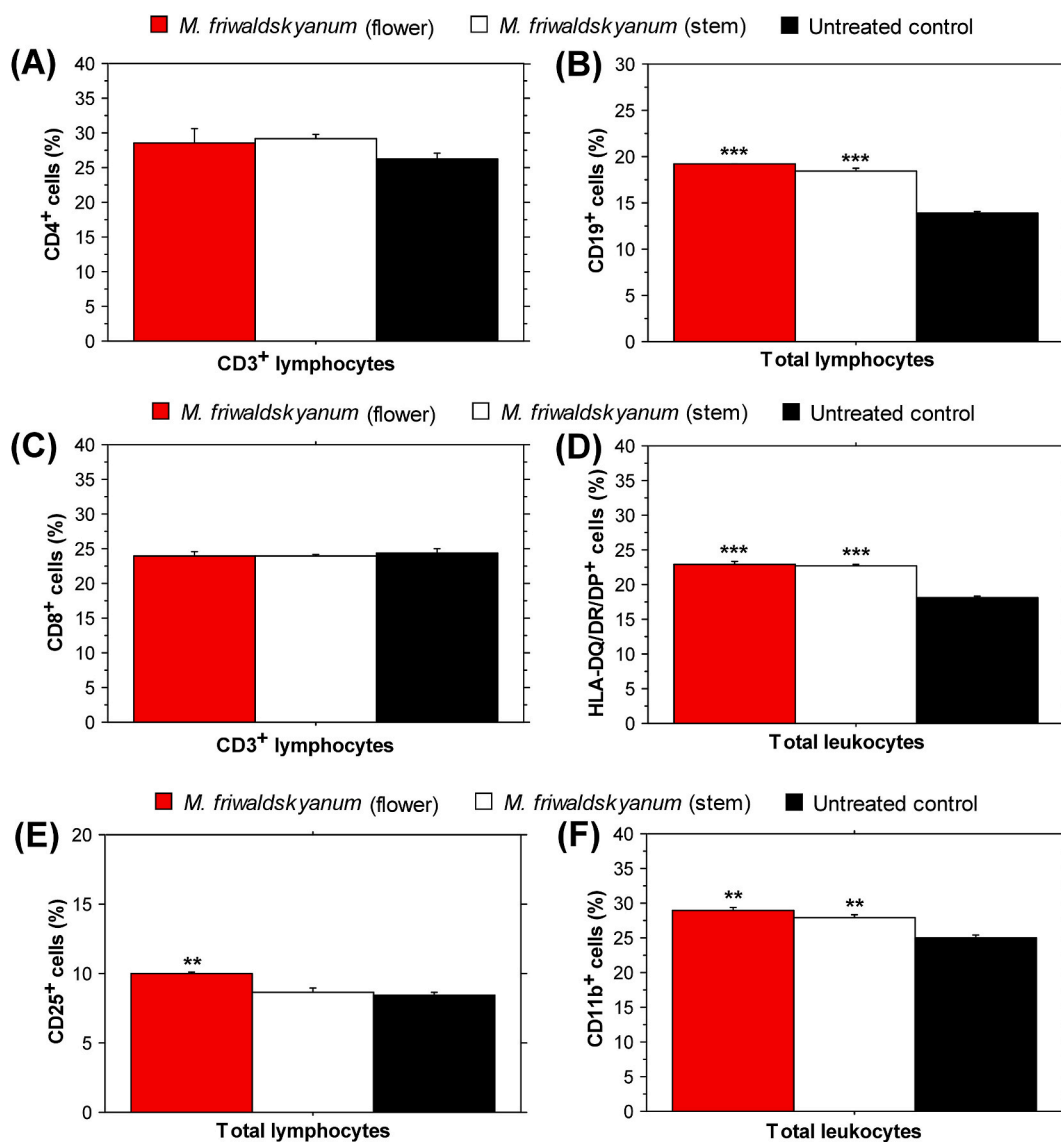 M. friwaldskyanum (flower) M. friwaldskyanum (stem) Untreated control
(A)
40
35
30
25
20
15
10
5
0
CD4+ cells (%)
CD3+ lymphocytes
(B)
30
25
20
15
10
5
0
CD19+ cells (%)
*** ***
Total lymphocytes
M. friwaldskyanum (flower) M. friwaldskyanum (stem) Untreated control
(C)
40
35
30
25
20
15
10
5
0
CD8+ cells (%)
CD3+ lymphocytes
(D)
40
35
30
25
20
15
10
5
0
HLA-DQ/DR/DP+ cells (%)
*** ***
Total leukocytes
M. friwaldskyanum (flower) M. friwaldskyanum (stem) Untreated control
(E)
20
15
10
5
0
CD25+ cells (%)
**
Total lymphocytes
(F)
40
35
30
25
20
15
10
5
0
CD11b+ cells (%)
** **
Total leukocytes